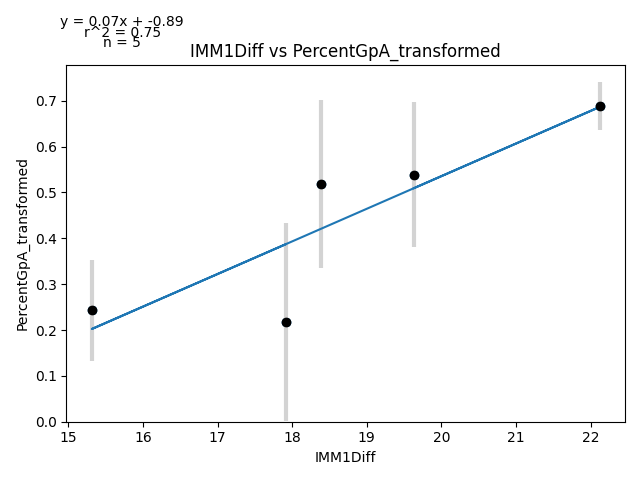 y = 0.07x + -0.89
r^2 = 0.75
n = 5
IMM1Diff vs PercentGpA_transformed
PercentGpA_transformed
0.7
0.6
0.5
0.4
0.3
0.2
0.1
0.0
15 16 17 18 19 20 21 22
IMM1Diff